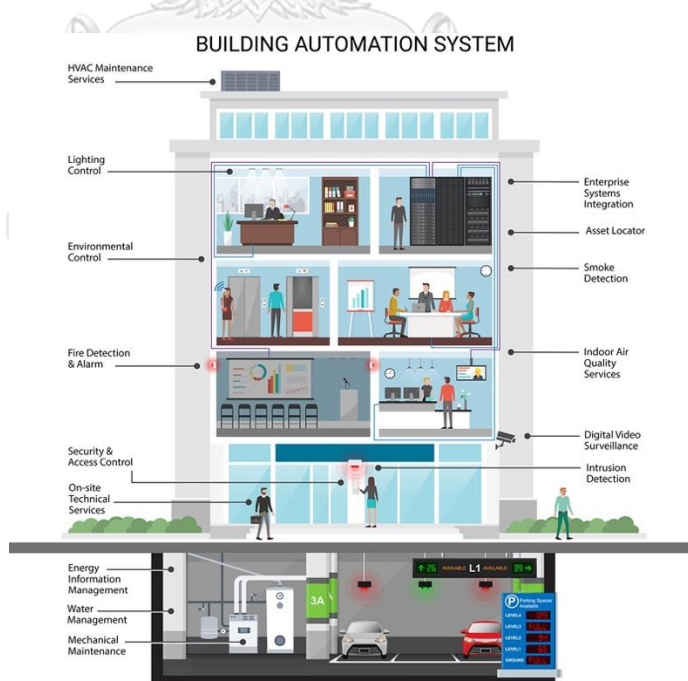 BUILDING AUTOMATION SYSTEM
HVAC Maintenance
Services
Lighting
Control
Environmental
Control
Fire Detection
& Alarm
Security &
Access Control
On-site
Technical
Services
Energy
Information
Management
Water
Management
Mechanical
Maintenance
Enterprise
Systems
Integration
Asset Locator
Smoke
Detection
Indoor Air
Quality
Services
Digital Video
Surveillance
Intrusion
Detection
3A
↑ 26 AVAILABLE L1 AVAILABLE 39 →
P Parking Spaces
Available
LEVEL4
LEVEL3 FULL
LEVEL2
LEVEL1
GROUND FULL